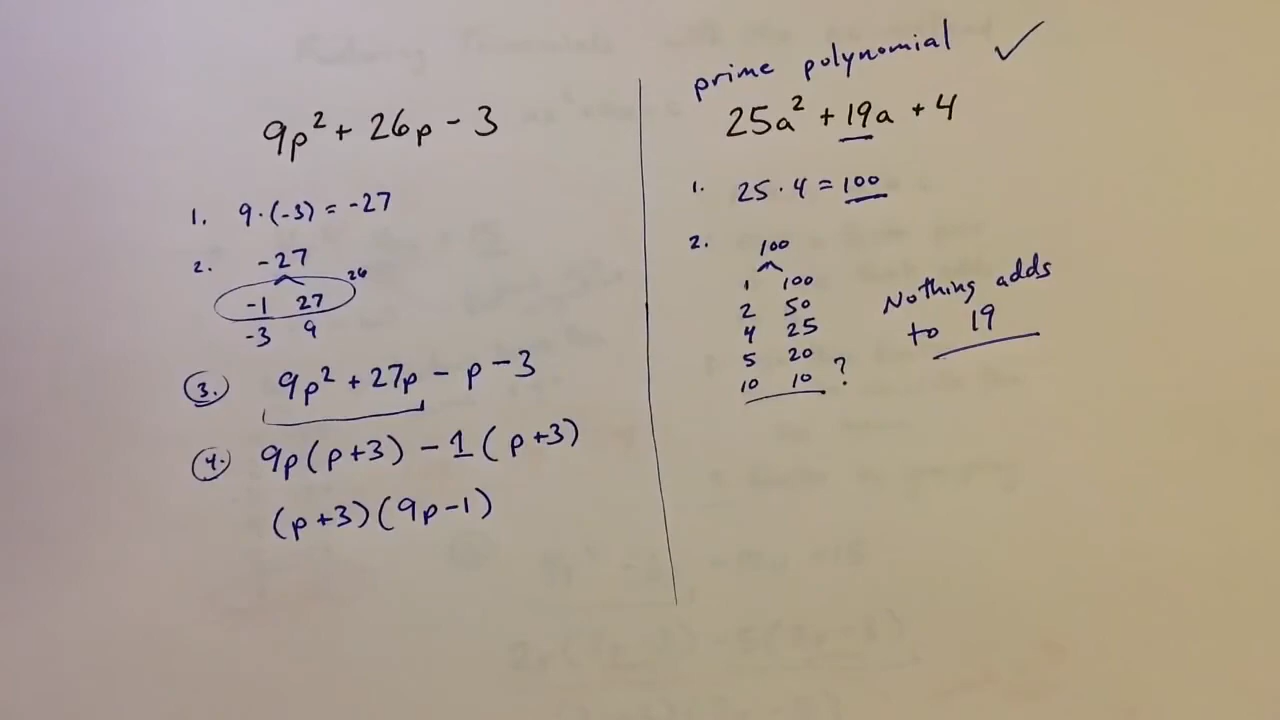 9p² + 26p - 3
1. 9·(-3) = -27
2. -27
-1 27 26
-3 9
3. 9p² + 27p - p - 3
4. 9p(p+3) - 1(p+3)
(p+3)(9p-1)
prime polynomial ✓
25a² + 19a + 4
1. 25·4 = 100
2. 100
1 100
2 50
4 25
5 20
10 10 ?
Nothing adds
to 19